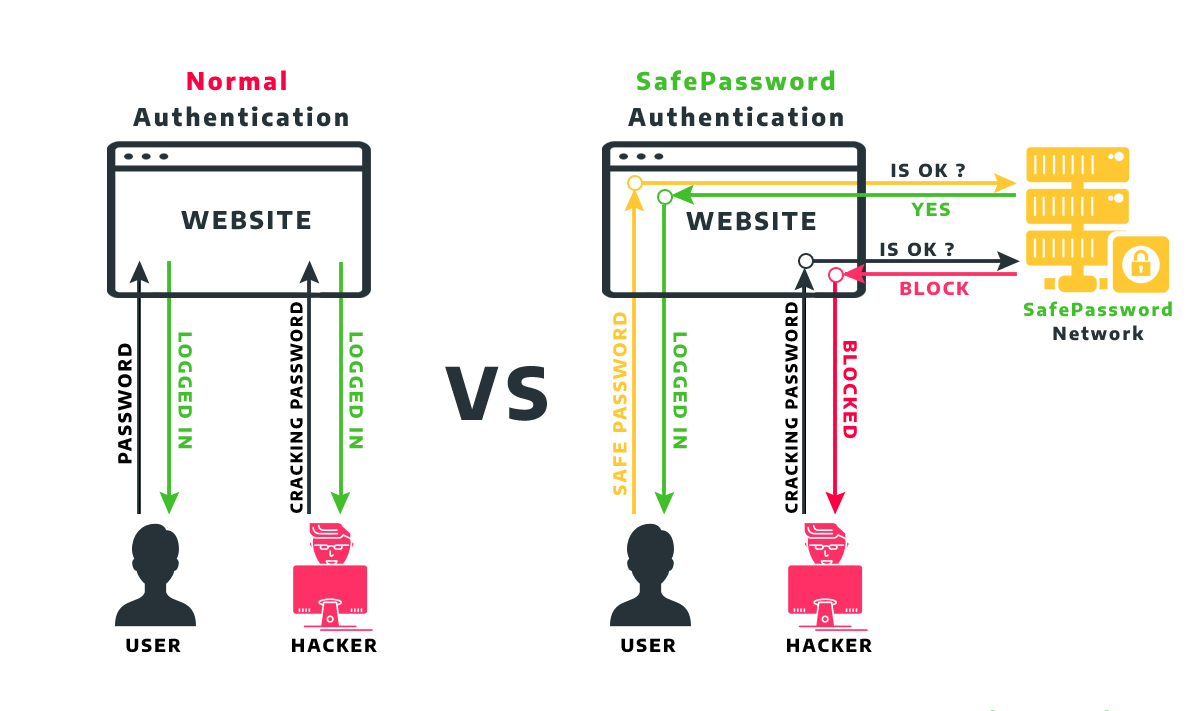 Normal
Authentication
WEBSITE
PASSWORD
LOGGED IN
CRACKING PASSWORD
LOGGED IN
USER
HACKER
VS
SafePassword
Authentication
WEBSITE
IS OK ?
YES
IS OK ?
BLOCK
SafePassword
Network
SAFE PASSWORD
LOGGED IN
CRACKING PASSWORD
BLOCKED
USER
HACKER